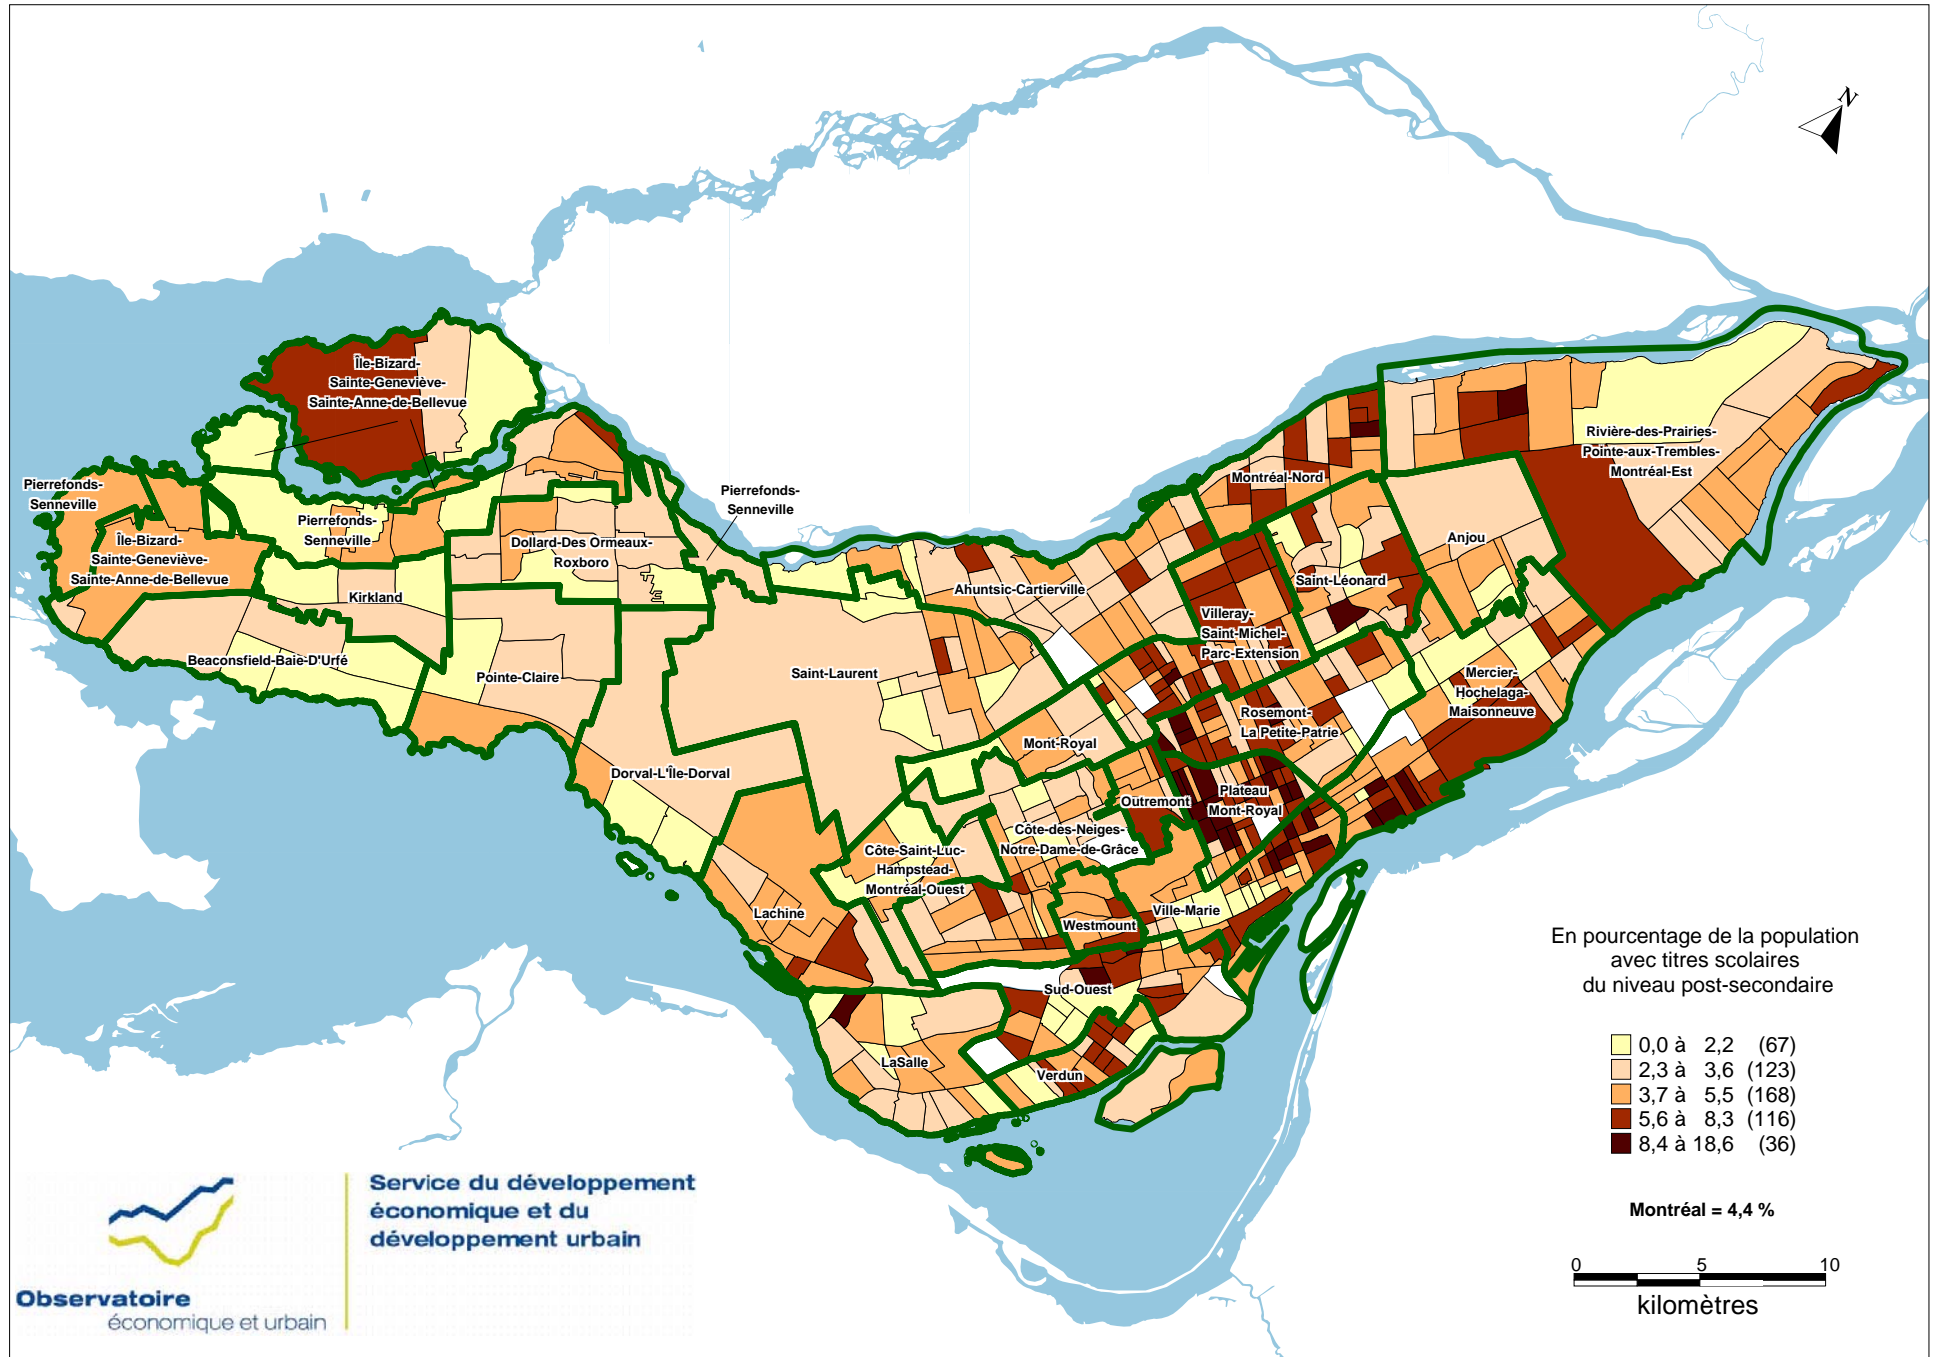 N
Île-Bizard-
Sainte-Geneviève-
Sainte-Anne-de-Bellevue
Pierrefonds-
Senneville
Île-Bizard-
Sainte-Geneviève-
Sainte-Anne-de-Bellevue
Pierrefonds-
Senneville
Dollard-Des Ormeaux-
Roxboro
Pierrefonds-
Senneville
Kirkland
Beaconsfield-Baie-D'Urfé
Pointe-Claire
Dorval-L'Île-Dorval
Saint-Laurent
Ahuntsic-Cartierville
Montréal-Nord
Rivière-des-Prairies-
Pointe-aux-Trembles-
Montréal-Est
Anjou
Saint-Léonard
Villeray-
Saint-Michel-
Parc-Extension
Mercier-
Hochelaga-
Maisonneuve
Rosemont-
La Petite-Patrie
Mont-Royal
Outremont
Plateau
Mont-Royal
Côte-des-Neiges-
Notre-Dame-de-Grâce
Côte-Saint-Luc-
Hampstead-
Montréal-Ouest
Lachine
Westmount
Ville-Marie
Sud-Ouest
LaSalle
Verdun
En pourcentage de la population
avec titres scolaires
du niveau post-secondaire
0,0 à 2,2 (67)
2,3 à 3,6 (123)
3,7 à 5,5 (168)
5,6 à 8,3 (116)
8,4 à 18,6 (36)
Montréal = 4,4 %
0 5 10
kilomètres
Service du développement
économique et du
développement urbain
Observatoire
économique et urbain